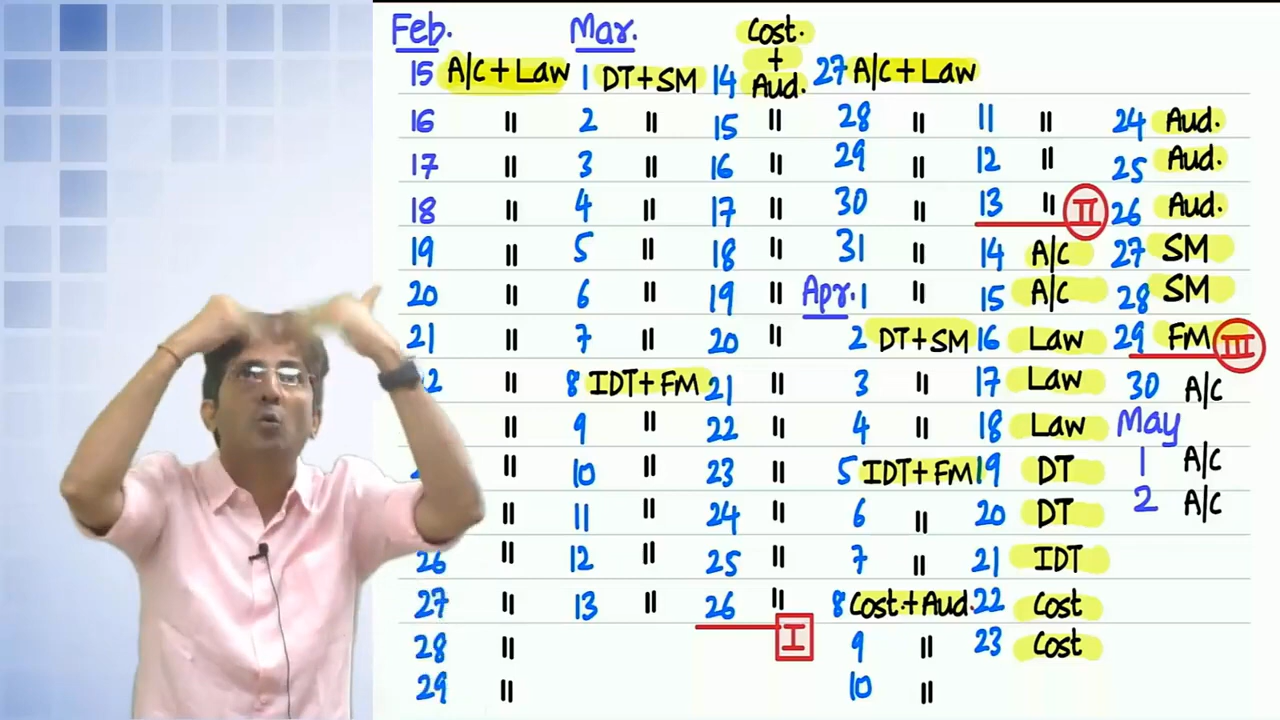 Feb. Mar. Cost.
15 A/C + Law 1 DT + SM 14 + Aud. 27 A/C + Law
16 " 2 " 15 " 28 " 11 " 24 Aud.
17 " 3 " 16 " 29 " 12 " 25 Aud.
18 " 4 " 17 " 30 " 13 " II 26 Aud.
19 " 5 " 18 " 31 " 14 A/C 27 SM
20 " 6 " 19 " Apr. 1 " 15 A/C 28 SM
21 " 7 " 20 " 2 DT + SM 16 Law 29 FM III
2 " 8 IDT + FM 21 " 3 " 17 Law 30 A/C
" 9 " 22 " 4 " 18 Law May
" 10 " 23 " 5 IDT + FM 19 DT 1 A/C
" 11 " 24 " 6 " 20 DT 2 A/C
26 " 12 " 25 " 7 " 21 IDT
27 " 13 " 26 " I 8 Cost. + Aud. 22 Cost
28 " 9 " 23 Cost
29 " 10 "